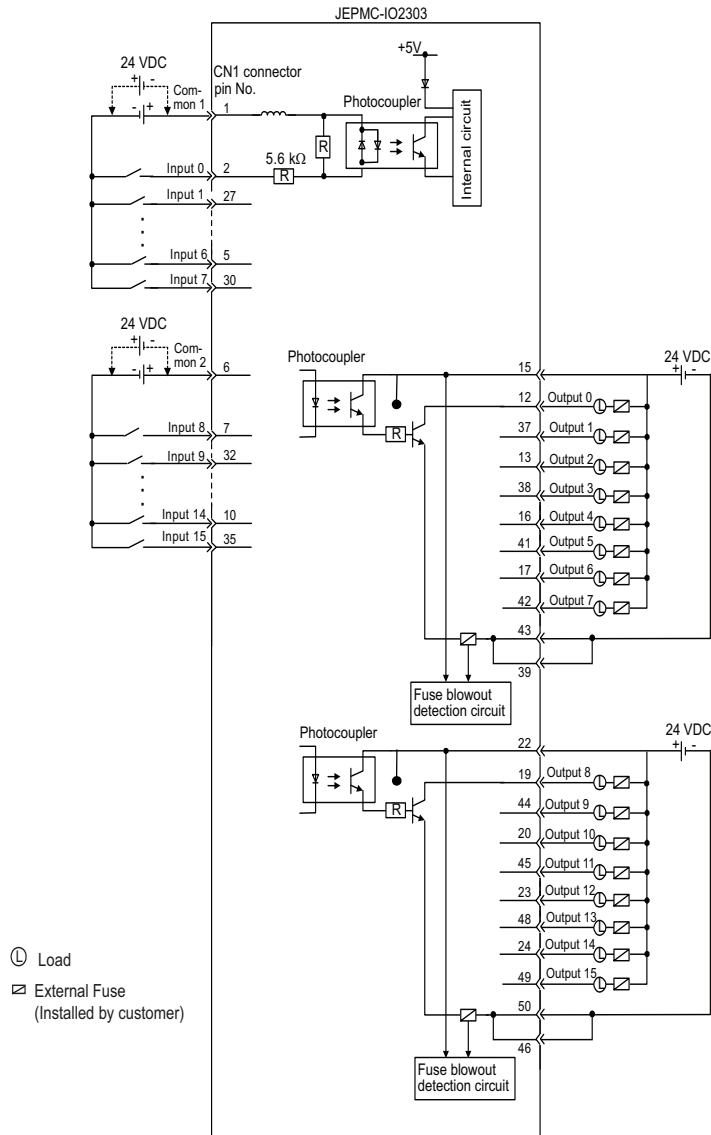 JEPMC-IO2303
+5V
24 VDC
+ -
Com-
mon 1
- +
CN1 connector
pin No.
1
Photocoupler
R
Internal circuit
5.6 kΩ
R
Input 0 2
Input 1 27
Input 6 5
Input 7 30
24 VDC
+ -
Com-
mon 2
- +
6
Input 8 7
Input 9 32
Input 14 10
Input 15 35
Photocoupler
R
15
24 VDC
+ -
12 Output 0 L
37 Output 1 L
13 Output 2 L
38 Output 3 L
16 Output 4 L
41 Output 5 L
17 Output 6 L
42 Output 7 L
43
39
Fuse blowout
detection circuit
Photocoupler
R
22
24 VDC
+ -
19 Output 8 L
44 Output 9 L
20 Output 10 L
45 Output 11 L
23 Output 12 L
48 Output 13 L
24 Output 14 L
49 Output 15 L
50
46
Fuse blowout
detection circuit
L Load
External Fuse
(Installed by customer)